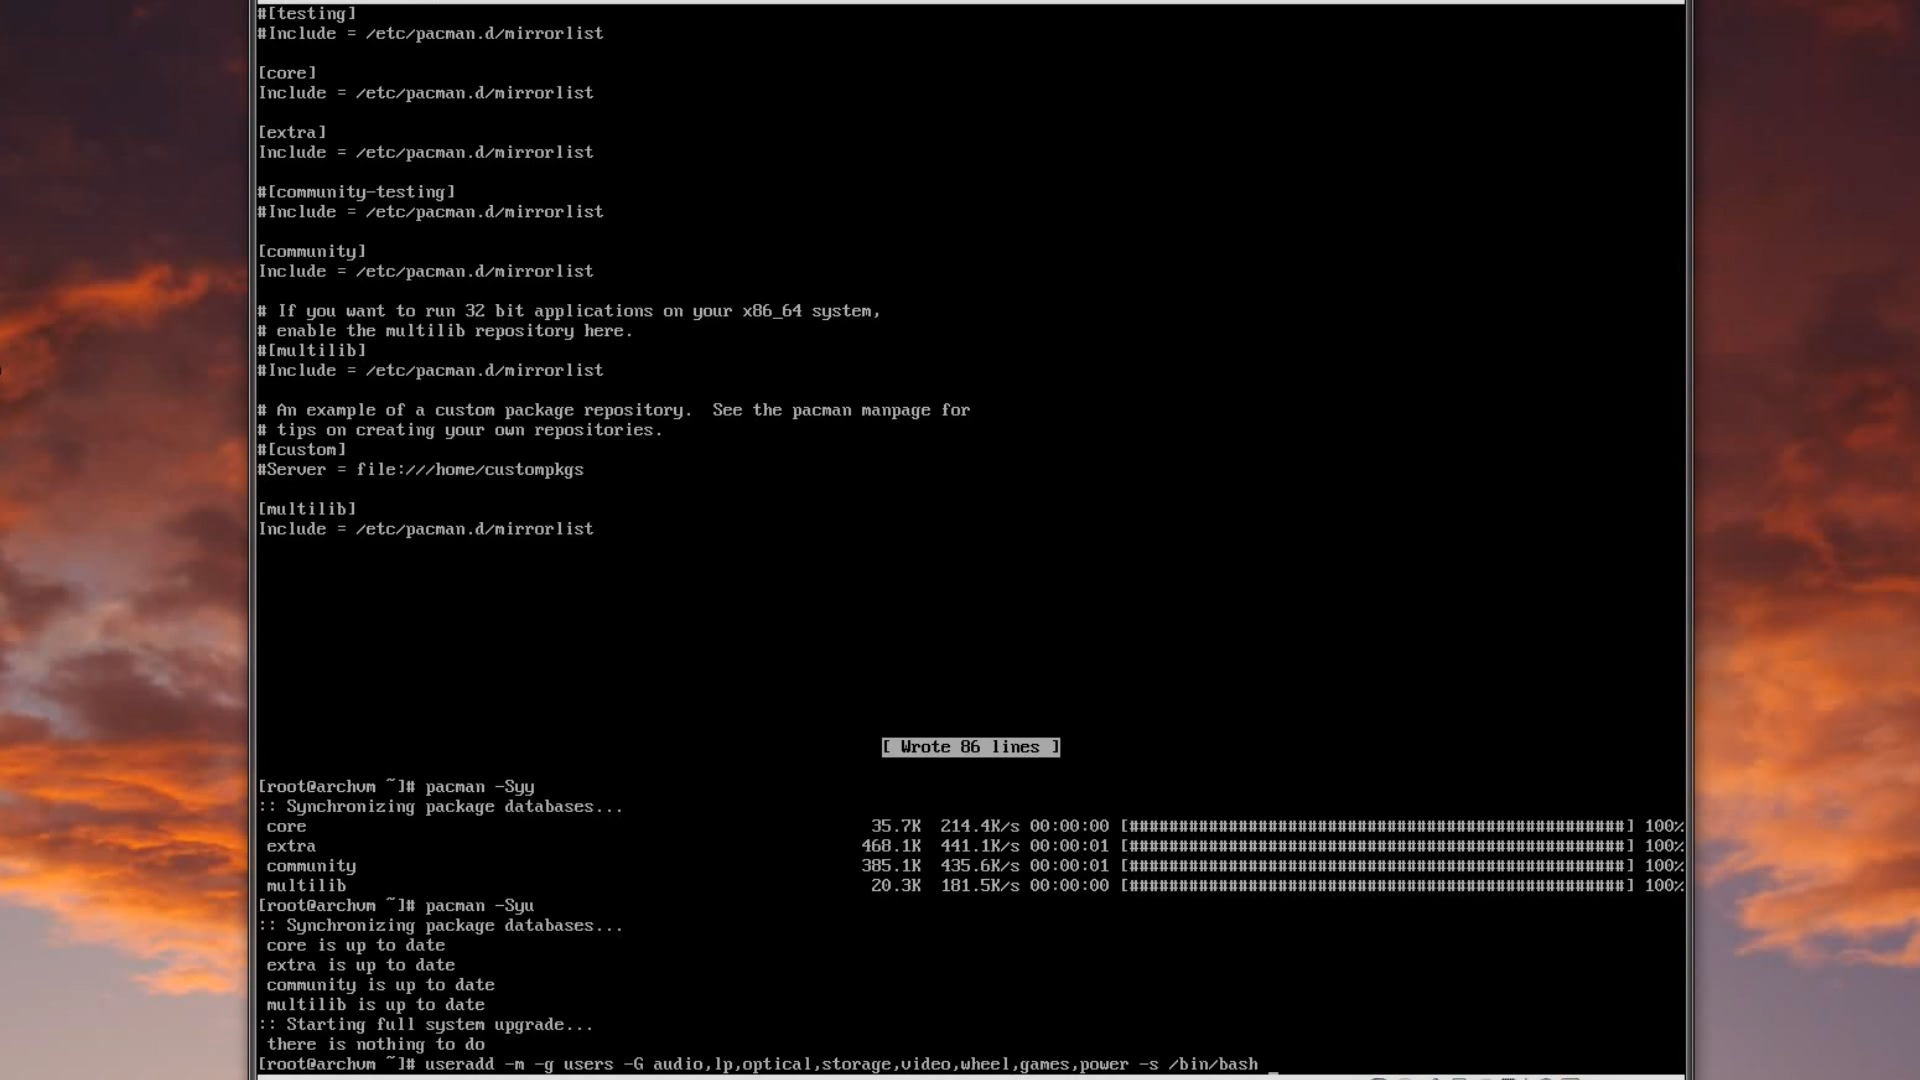 #[testing]
#Include = /etc/pacman.d/mirrorlist
[core]
Include = /etc/pacman.d/mirrorlist
[extra]
Include = /etc/pacman.d/mirrorlist
#[community-testing]
#Include = /etc/pacman.d/mirrorlist
[community]
Include = /etc/pacman.d/mirrorlist
# If you want to run 32 bit applications on your x86_64 system,
# enable the multilib repository here.
#[multilib]
#Include = /etc/pacman.d/mirrorlist
# An example of a custom package repository.  See the pacman manpage for
# tips on creating your own repositories.
#[custom]
#Server = file:///home/custompkgs
[multilib]
Include = /etc/pacman.d/mirrorlist
[ Wrote 86 lines ]
[root@archvm ~]# pacman -Syy
:: Synchronizing package databases...
core 35.7K 214.4K/s 00:00:00 [##################################################] 100%
extra 468.1K 441.1K/s 00:00:01 [##################################################] 100%
community 385.1K 435.6K/s 00:00:01 [##################################################] 100%
multilib 20.3K 181.5K/s 00:00:00 [##################################################] 100%
[root@archvm ~]# pacman -Syu
:: Synchronizing package databases...
core is up to date
extra is up to date
community is up to date
multilib is up to date
:: Starting full system upgrade...
there is nothing to do
[root@archvm ~]# useradd -m -g users -G audio,lp,optical,storage,video,wheel,games,power -s /bin/bash _